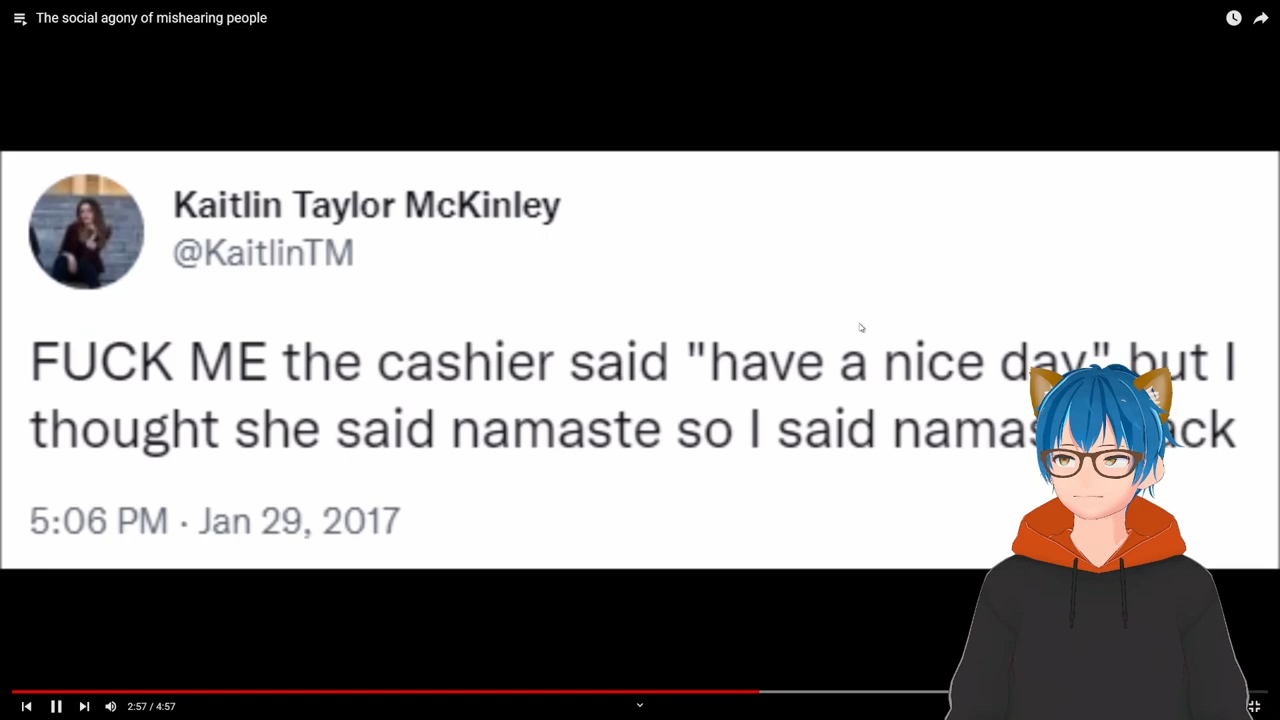 The social agony of mishearing people
Kaitlin Taylor McKinley
@KaitlinTM
FUCK ME the cashier said "have a nice day" but I
thought she said namaste so I said
5:06 PM · Jan 29, 2017
2:57 / 4:57